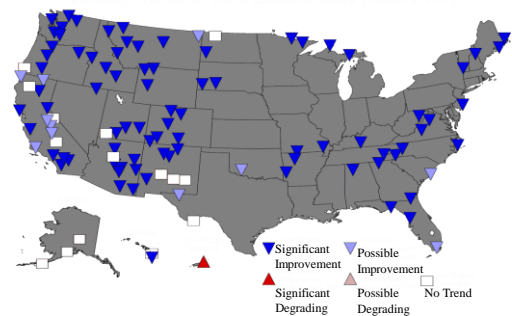 Significant
Improvement
Possible
Improvement
Significant
Degrading
Possible
Degrading
No Trend